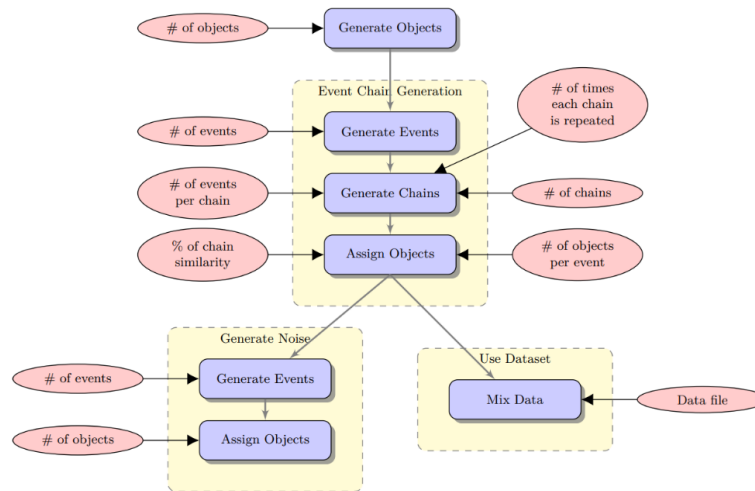 # of objects
Generate Objects
Event Chain Generation
# of times
each chain
is repeated
# of events
Generate Events
# of events
per chain
Generate Chains
# of chains
% of chain
similarity
Assign Objects
# of objects
per event
Generate Noise
Use Dataset
# of events
Generate Events
Mix Data
Data file
# of objects
Assign Objects